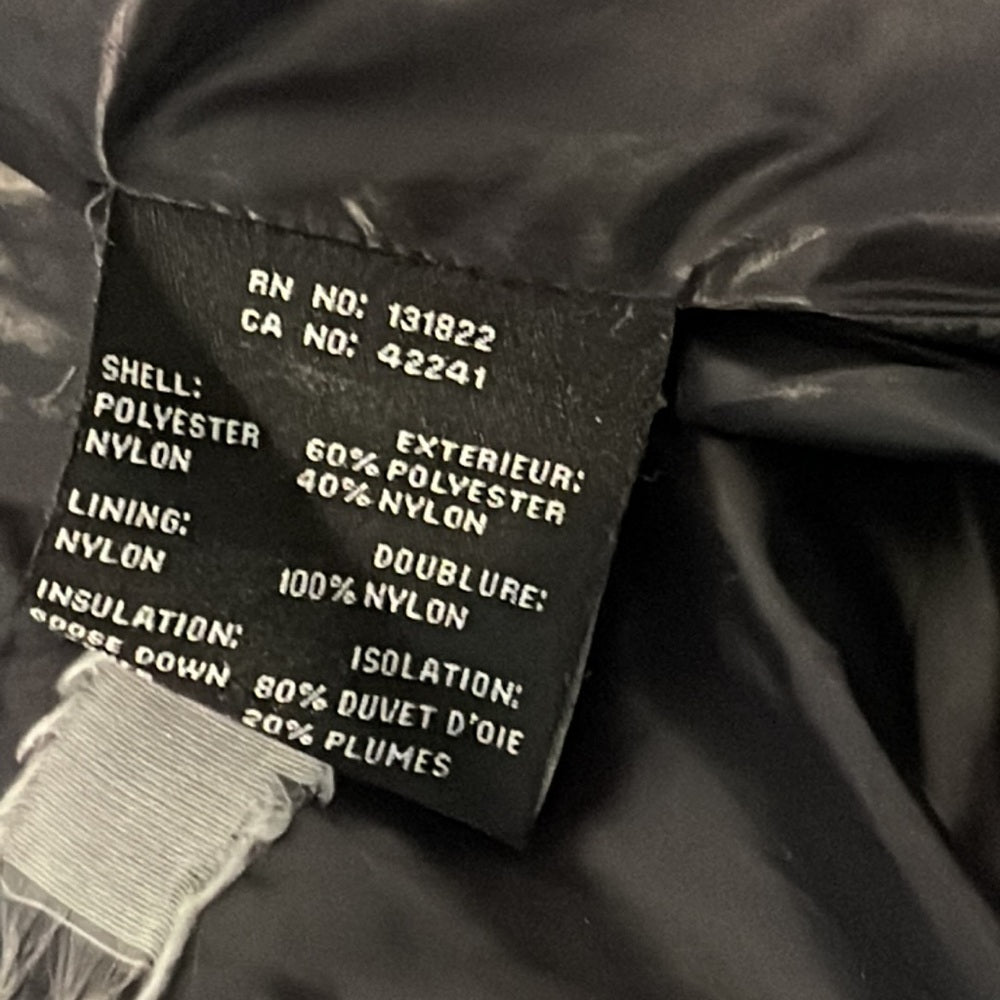 RN NO: 131822
CA NO: 42241
SHELL: EXTERIEUR:
POLYESTER 60% POLYESTER
NYLON 40% NYLON
LINING: DOUBLURE:
NYLON 100% NYLON
INSULATION: ISOLATION:
GOOSE DOWN 80% DUVET D'OIE
20% PLUMES